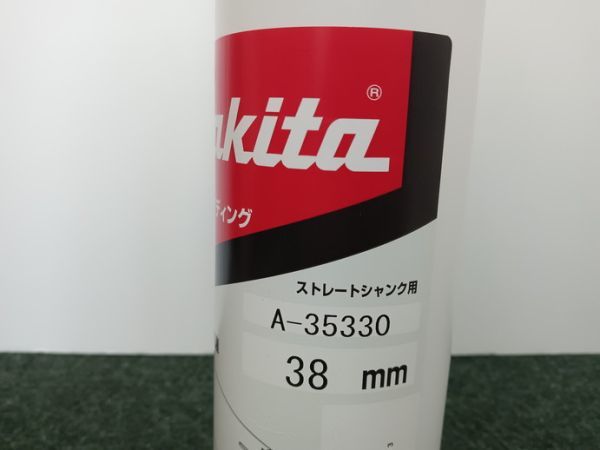 akita®
ディング
ストレートシャンク用
A-35330
38 mm